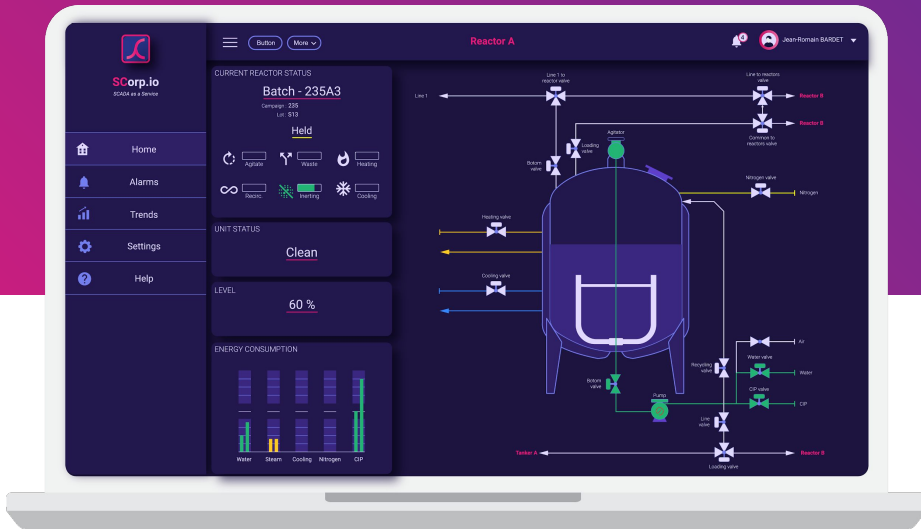 Button
More
Reactor A
4
Jean-Romain BARDET
SCorp.io
SCADA as a Service
Home
Alarms
Trends
Settings
Help
CURRENT REACTOR STATUS
Batch - 235A3
Campaign : 235
Lot : S13
Held
Agitate
Waste
Heating
Recirc.
Inerting
Cooling
UNIT STATUS
Clean
LEVEL
60 %
ENERGY CONSUMPTION
Water
Steam
Cooling
Nitrogen
CIP
Line 1 to
reactor valve
Line to reactors
valve
Line 1
Reactor B
Reactor B
Common to
reactors valve
Agitator
Loading
valve
Botom
valve
Nitrogen valve
Nitrogen
Heating valve
Cooling valve
Air
Water valve
Water
Recycling
valve
CIP valve
CIP
Botom
valve
Pump
Line
valve
Tanker A
Reactor B
Loading valve